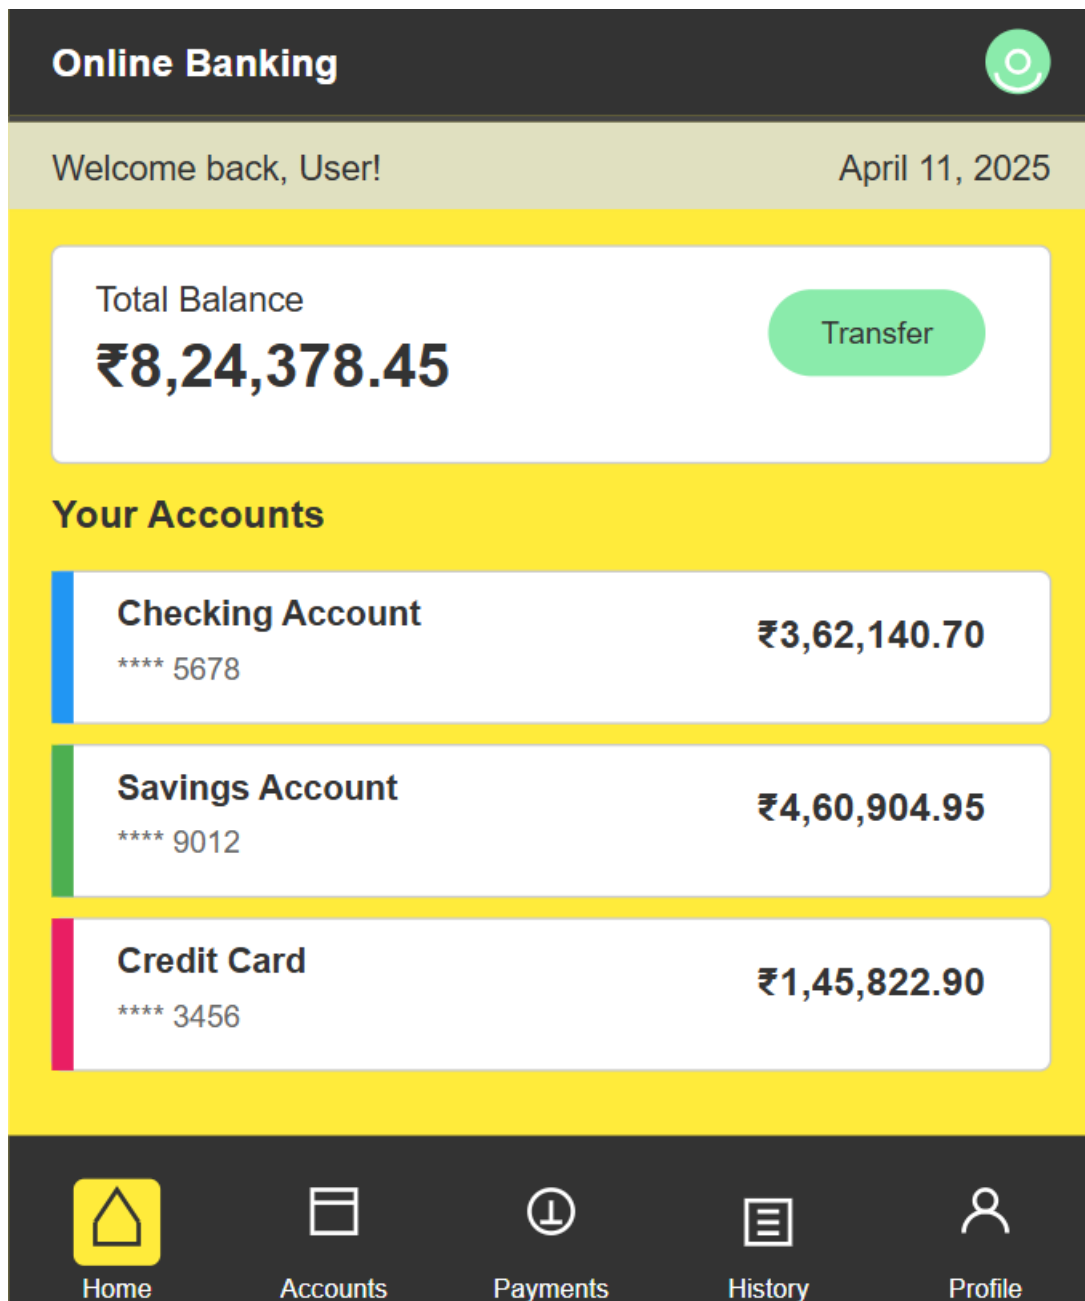 Online Banking
Welcome back, User!
April 11, 2025
Total Balance
₹8,24,378.45
Transfer
Your Accounts
Checking Account
**** 5678
₹3,62,140.70
Savings Account
**** 9012
₹4,60,904.95
Credit Card
**** 3456
₹1,45,822.90
Home
Accounts
Payments
History
Profile